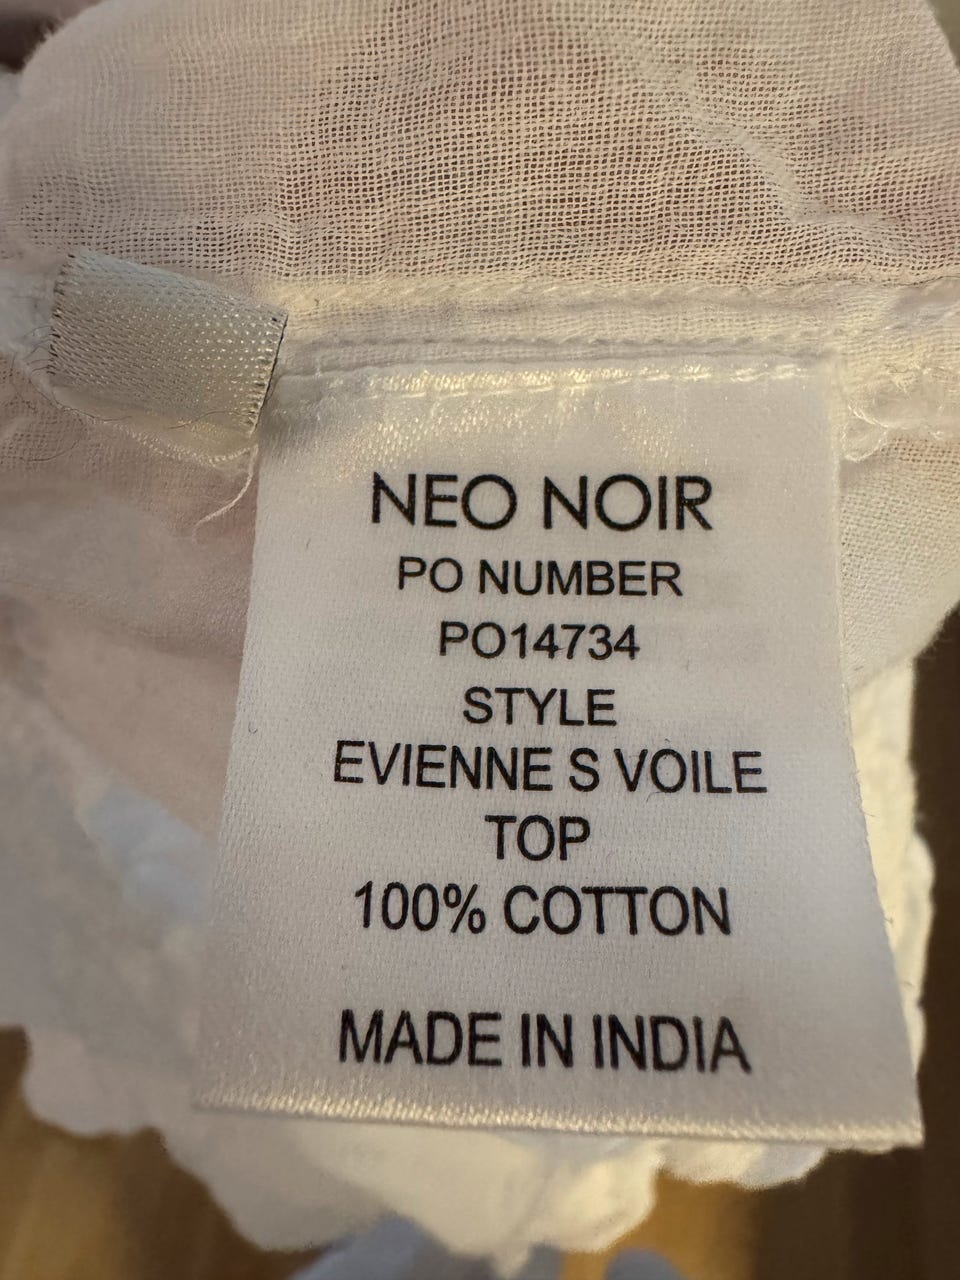 NEO NOIR
PO NUMBER
PO14734
STYLE
EVIENNE S VOILE
TOP
100% COTTON
MADE IN INDIA